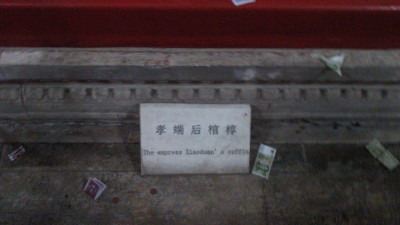 孝端后棺椁
The empress Xiaoduan's coffin